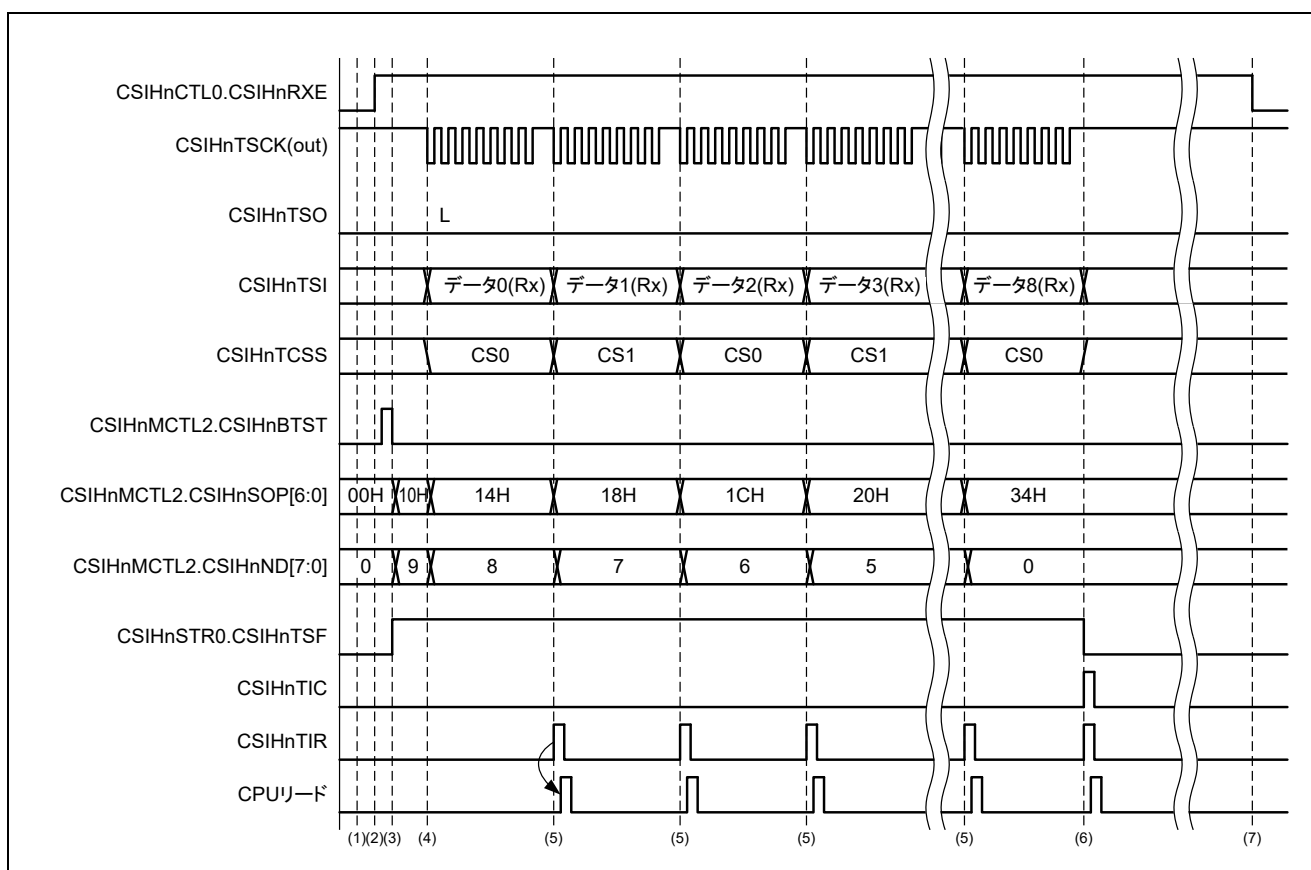 CSIHnCTL0.CSIHnRXE
CSIHnTSCK(out)
CSIHnTSO L
CSIHnTSI データ0(Rx) データ1(Rx) データ2(Rx) データ3(Rx) データ8(Rx)
CSIHnTCSS CS0 CS1 CS0 CS1 CS0
CSIHnMCTL2.CSIHnBTST
CSIHnMCTL2.CSIHnSOP[6:0] 00H 10H 14H 18H 1CH 20H 34H
CSIHnMCTL2.CSIHnND[7:0] 0 9 8 7 6 5 0
CSIHnSTR0.CSIHnTSF
CSIHnTIC
CSIHnTIR
CPUリード
(1)(2)(3) (4) (5) (5) (5) (5) (6) (7)